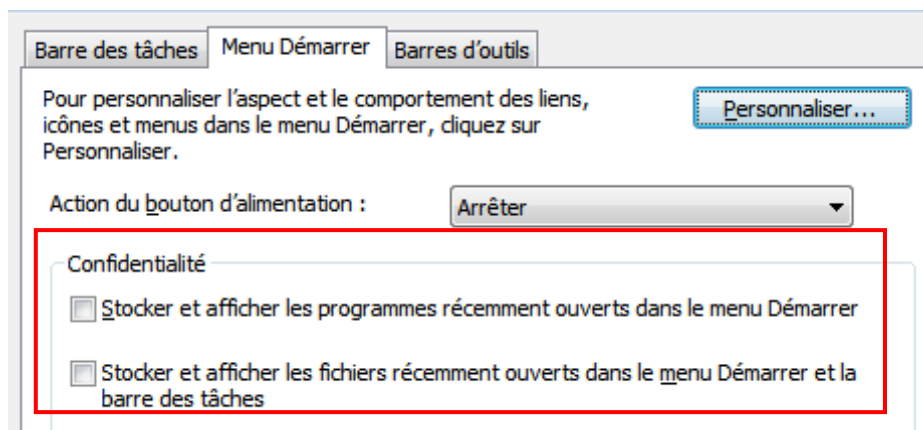 Barre des tâches Menu Démarrer Barres d'outils
Pour personnaliser l'aspect et le comportement des liens,
icônes et menus dans le menu Démarrer, cliquez sur
Personnaliser.
Personnaliser...
Action du bouton d'alimentation : Arrêter
Confidentialité
Stocker et afficher les programmes récemment ouverts dans le menu Démarrer
Stocker et afficher les fichiers récemment ouverts dans le menu Démarrer et la
barre des tâches